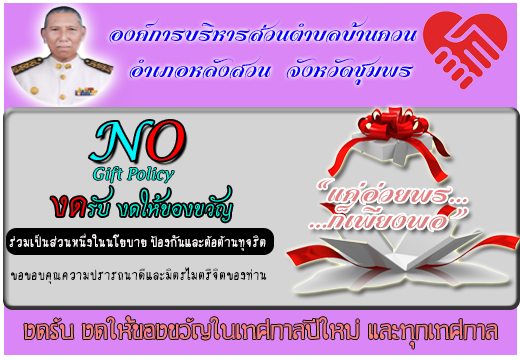 องค์การบริหารส่วนตำบลบ้านควน
อำเภอหลังสวน จังหวัดชุมพร
NO
Gift Policy
งดรับ งดให้ของขวัญ
ร่วมเป็นส่วนหนึ่งในนโยบาย ป้องกันและต่อต้านทุจริต
ขอขอบคุณความปรารถนาดีและมิตรไมตรีจิตของท่าน
“แค่อวยพร...
...ก็เพียงพอ”
งดรับ งดให้ของขวัญในเทศกาลปีใหม่ และทุกเทศกาล